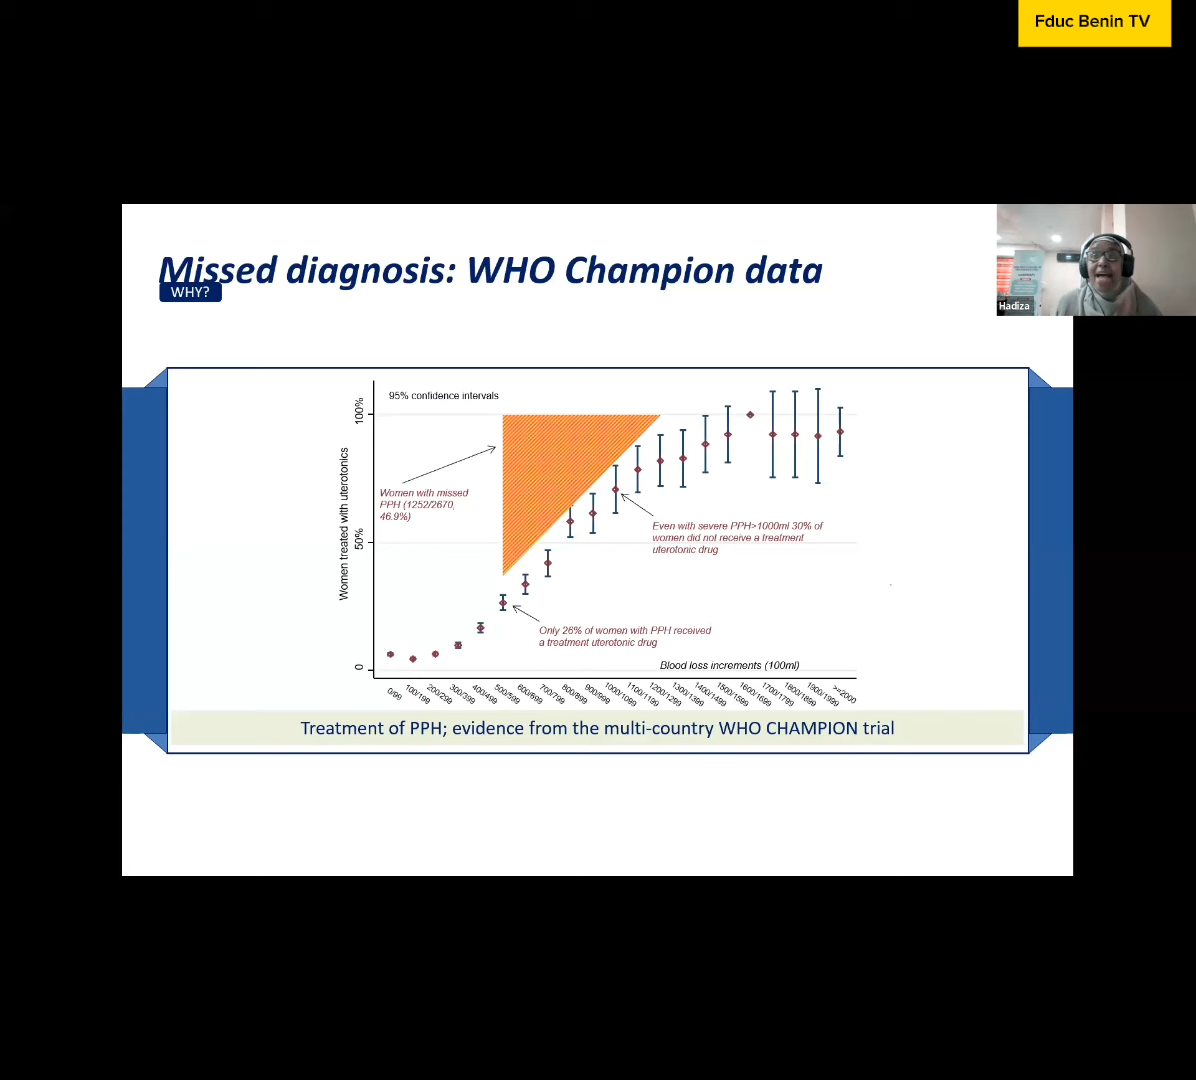 Fduc Benin TV
Missed diagnosis: WHO Champion data
WHY?
Hadiza
95% confidence intervals
100%
50%
0
Women treated with uterotonics
Women with missed
PPH (1252/2670,
46.9%)
Even with severe PPH>1000ml 30% of
women did not receive a treatment
uterotonic drug
Only 26% of women with PPH received
a treatment uterotonic drug
Blood loss increments (100ml)
0/99
100/199
200/299
300/399
400/499
500/599
600/699
700/799
800/899
900/999
1000/1099
1100/1199
1200/1299
1300/1399
1400/1499
1500/1599
1600/1699
1700/1799
1800/1899
1900/1999
>=2000
Treatment of PPH; evidence from the multi-country WHO CHAMPION trial